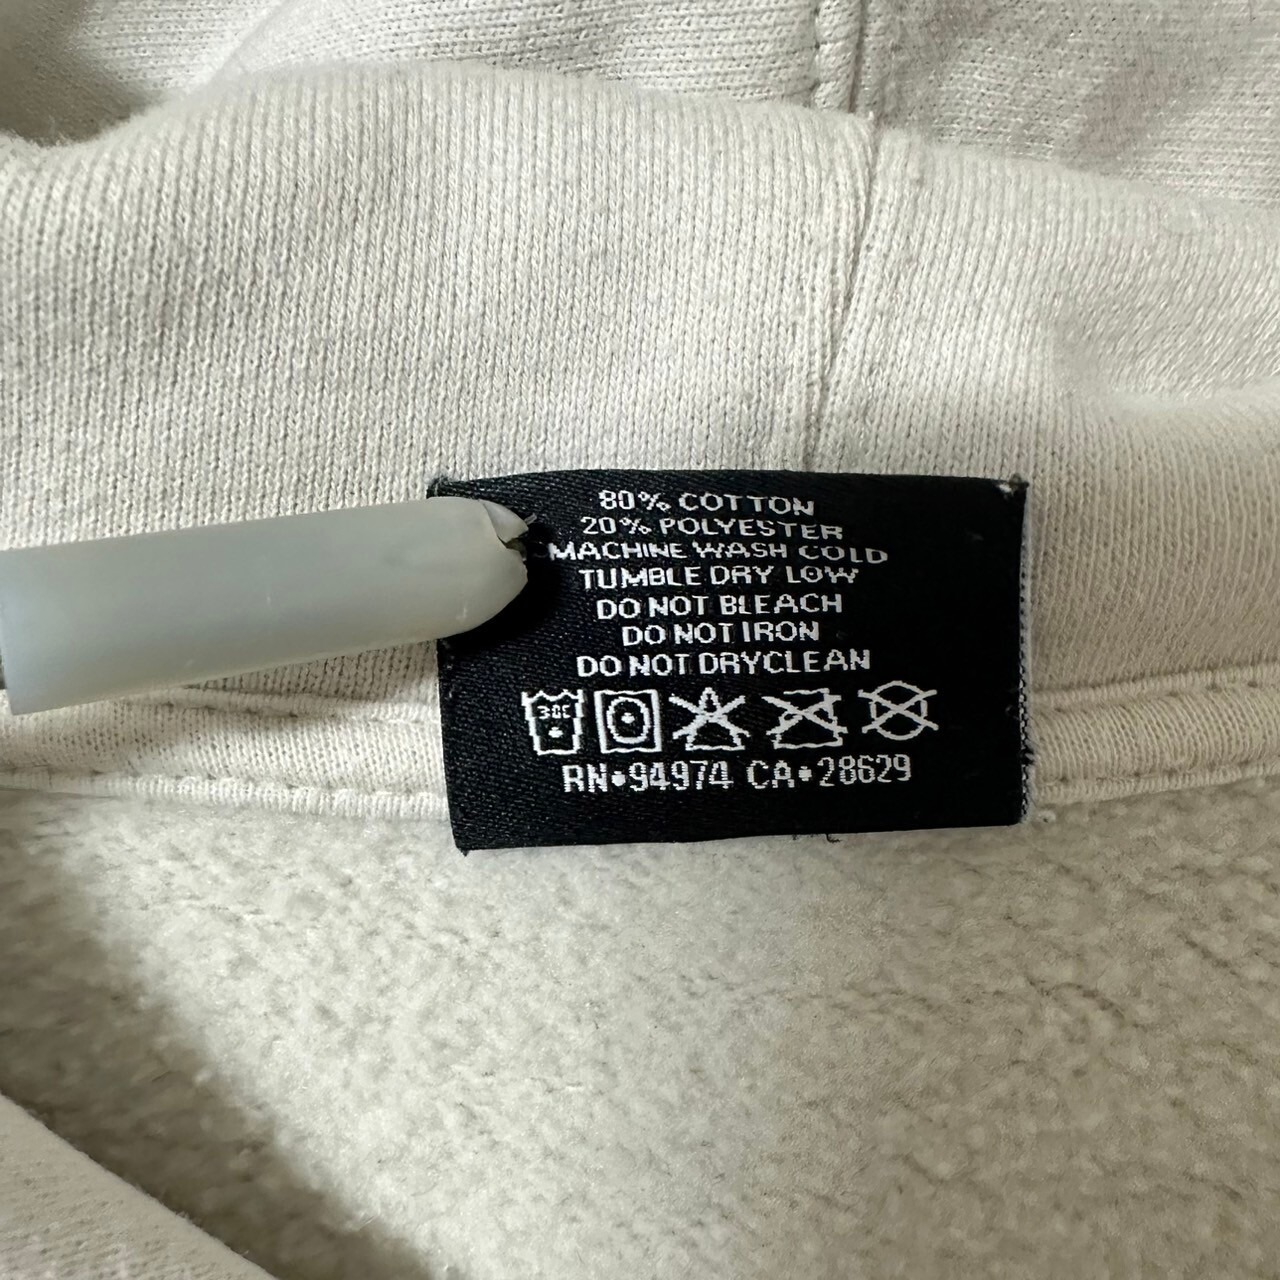 80% COTTON
20% POLYESTER
MACHINE WASH COLD
TUMBLE DRY LOW
DO NOT BLEACH
DO NOT IRON
DO NOT DRYCLEAN
RN•94974 CA•28629